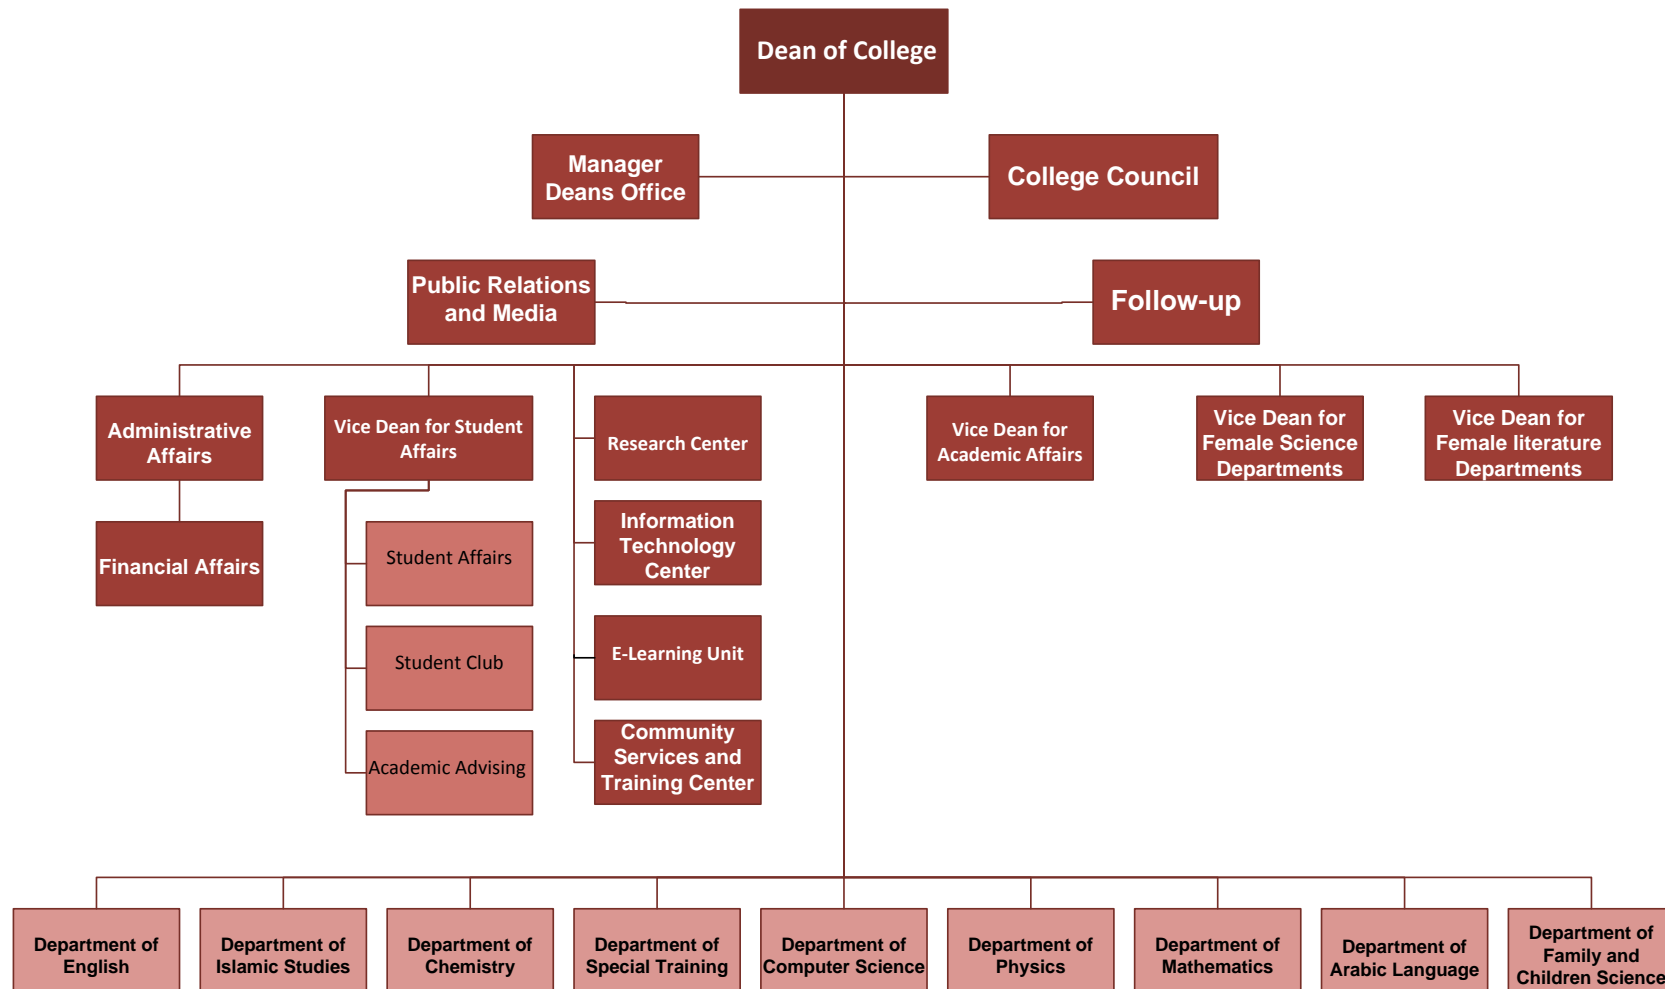 Dean of College
Manager
Deans Office
College Council
Public Relations
and Media
Follow-up
Administrative
Affairs
Vice Dean for Student
Affairs
Research Center
Vice Dean for
Academic Affairs
Vice Dean for
Female Science
Departments
Vice Dean for
Female literature
Departments
Financial Affairs
Student Affairs
Information
Technology
Center
Student Club
E-Learning Unit
Academic Advising
Community
Services and
Training Center
Department of
English
Department of
Islamic Studies
Department of
Chemistry
Department of
Special Training
Department of
Computer Science
Department of
Physics
Department of
Mathematics
Department of
Arabic Language
Department of
Family and
Children Science